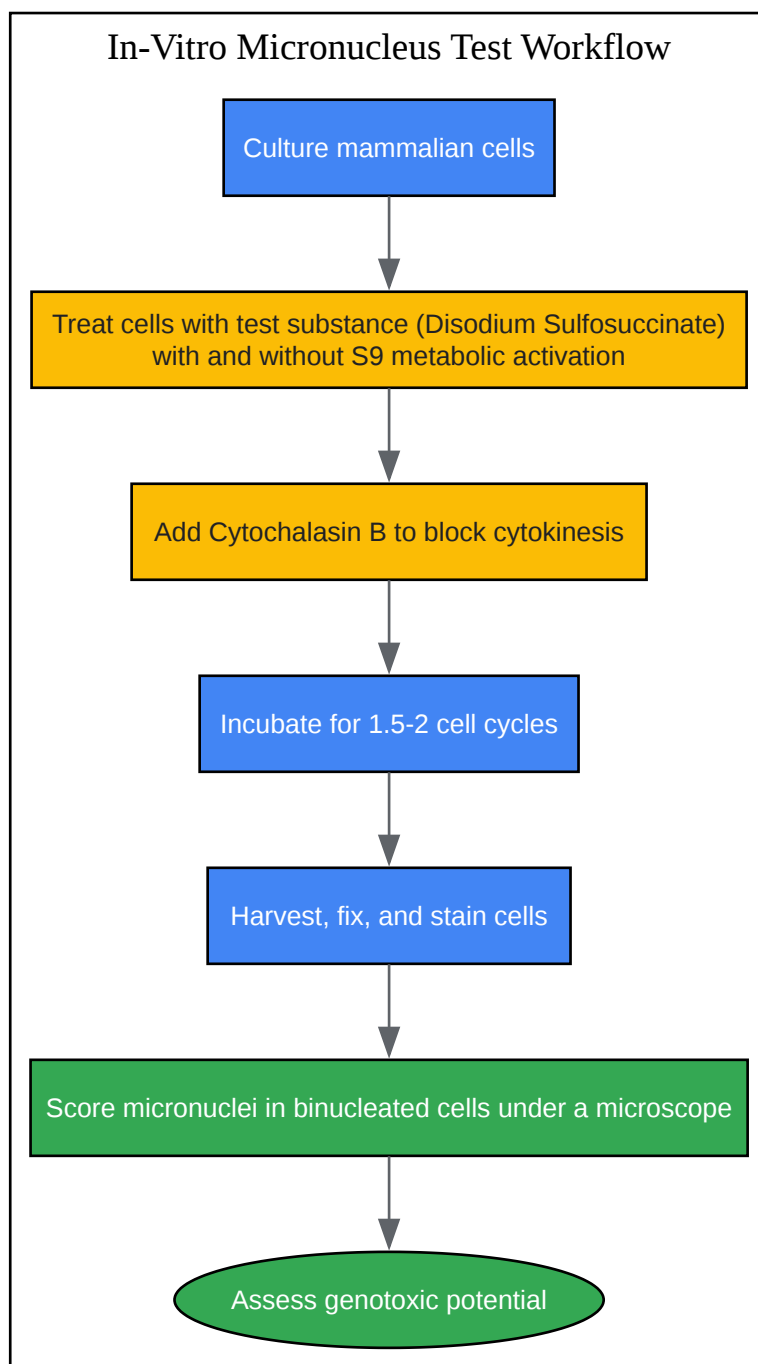 In-Vitro Micronucleus Test Workflow
Culture mammalian cells
Treat cells with test substance (Disodium Sulfosuccinate)
with and without S9 metabolic activation
Add Cytochalasin B to block cytokinesis
Incubate for 1.5-2 cell cycles
Harvest, fix, and stain cells
Score micronuclei in binucleated cells under a microscope
Assess genotoxic potential